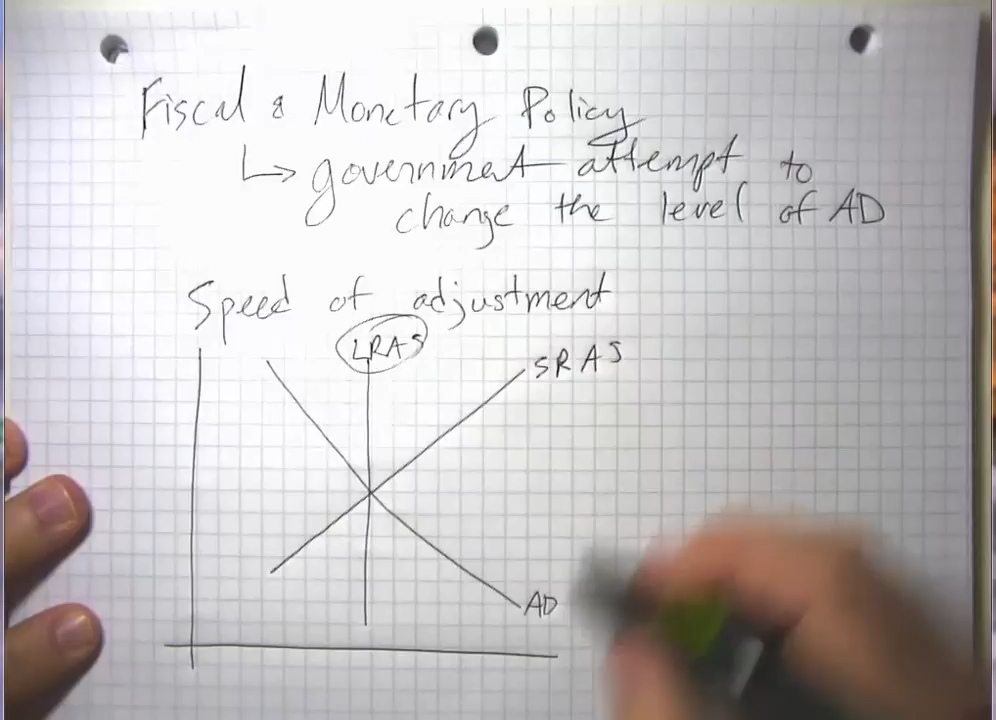 Fiscal & Monetary Policy
↳ government attempt to
change the level of AD
Speed of adjustment
LRAS
SRAS
AD